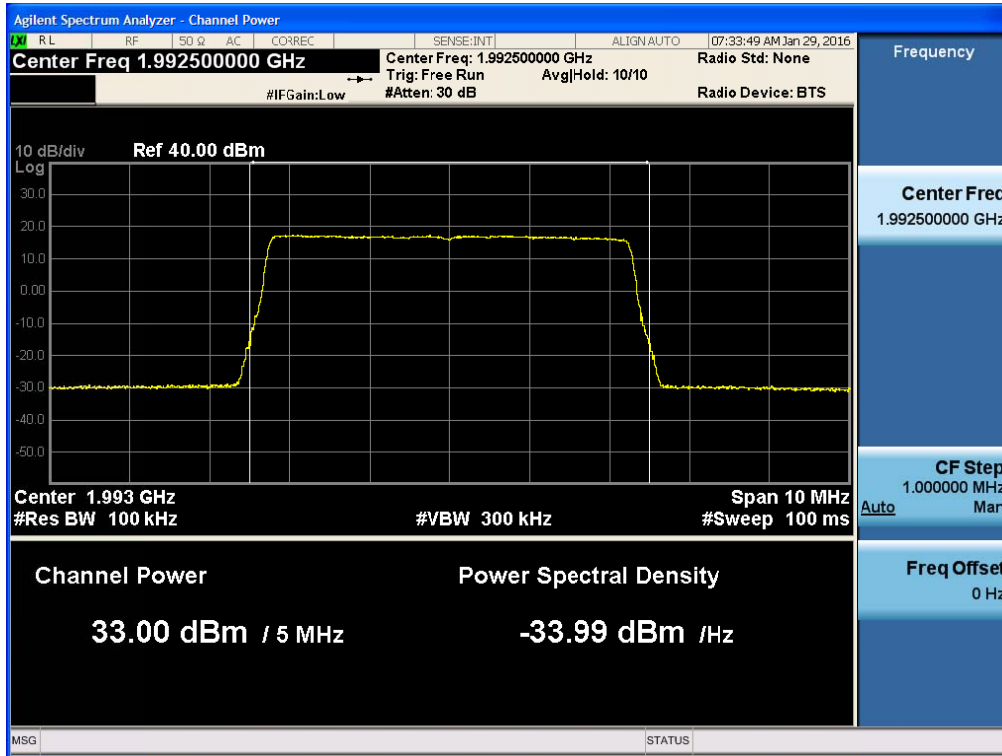 Agilent Spectrum Analyzer - Channel Power
LXI RL RF 50 Ω AC CORREC SENSE:INT ALIGNAUTO 07:33:49 AM Jan 29, 2016
Center Freq 1.992500000 GHz
Center Freq: 1.992500000 GHz
Radio Std: None
Trig: Free Run Avg|Hold: 10/10
#IFGain:Low
#Atten: 30 dB
Radio Device: BTS
10 dB/div Ref 40.00 dBm
Log
30.0
20.0
10.0
0.00
-10.0
-20.0
-30.0
-40.0
-50.0
Center 1.993 GHz Span 10 MHz
#Res BW 100 kHz #VBW 300 kHz #Sweep 100 ms
Channel Power Power Spectral Density
33.00 dBm / 5 MHz -33.99 dBm /Hz
MSG STATUS
Frequency
Center Freq
1.992500000 GHz
CF Step
1.000000 MHz
Auto Man
Freq Offset
0 Hz